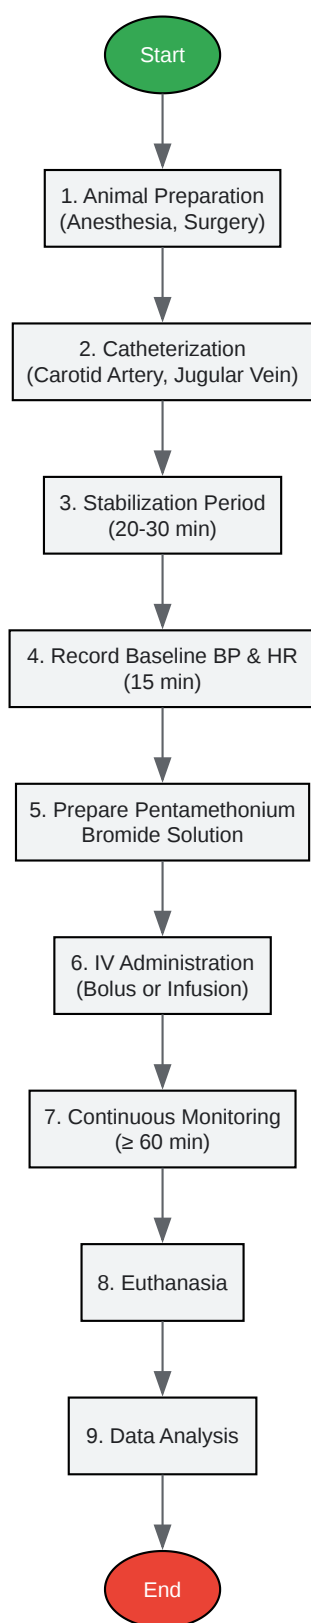 Start
1. Animal Preparation
(Anesthesia, Surgery)
2. Catheterization
(Carotid Artery, Jugular Vein)
3. Stabilization Period
(20-30 min)
4. Record Baseline BP & HR
(15 min)
5. Prepare Pentamethonium
Bromide Solution
6. IV Administration
(Bolus or Infusion)
7. Continuous Monitoring
(≥ 60 min)
8. Euthanasia
9. Data Analysis
End